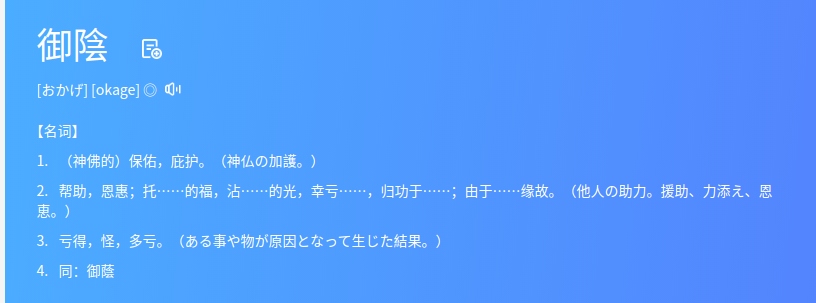 御陰
[おかげ] [okage] ◎
【名词】
1. （神佛的）保佑，庇护。（神仏の加護。）
2. 帮助，恩惠；托……的福，沾……的光，幸亏……，归功于……；由于……缘故。（他人の助力。援助、力添え、恩
恵。）
3. 亏得，怪，多亏。（ある事や物が原因となって生じた結果。）
4. 同：御蔭